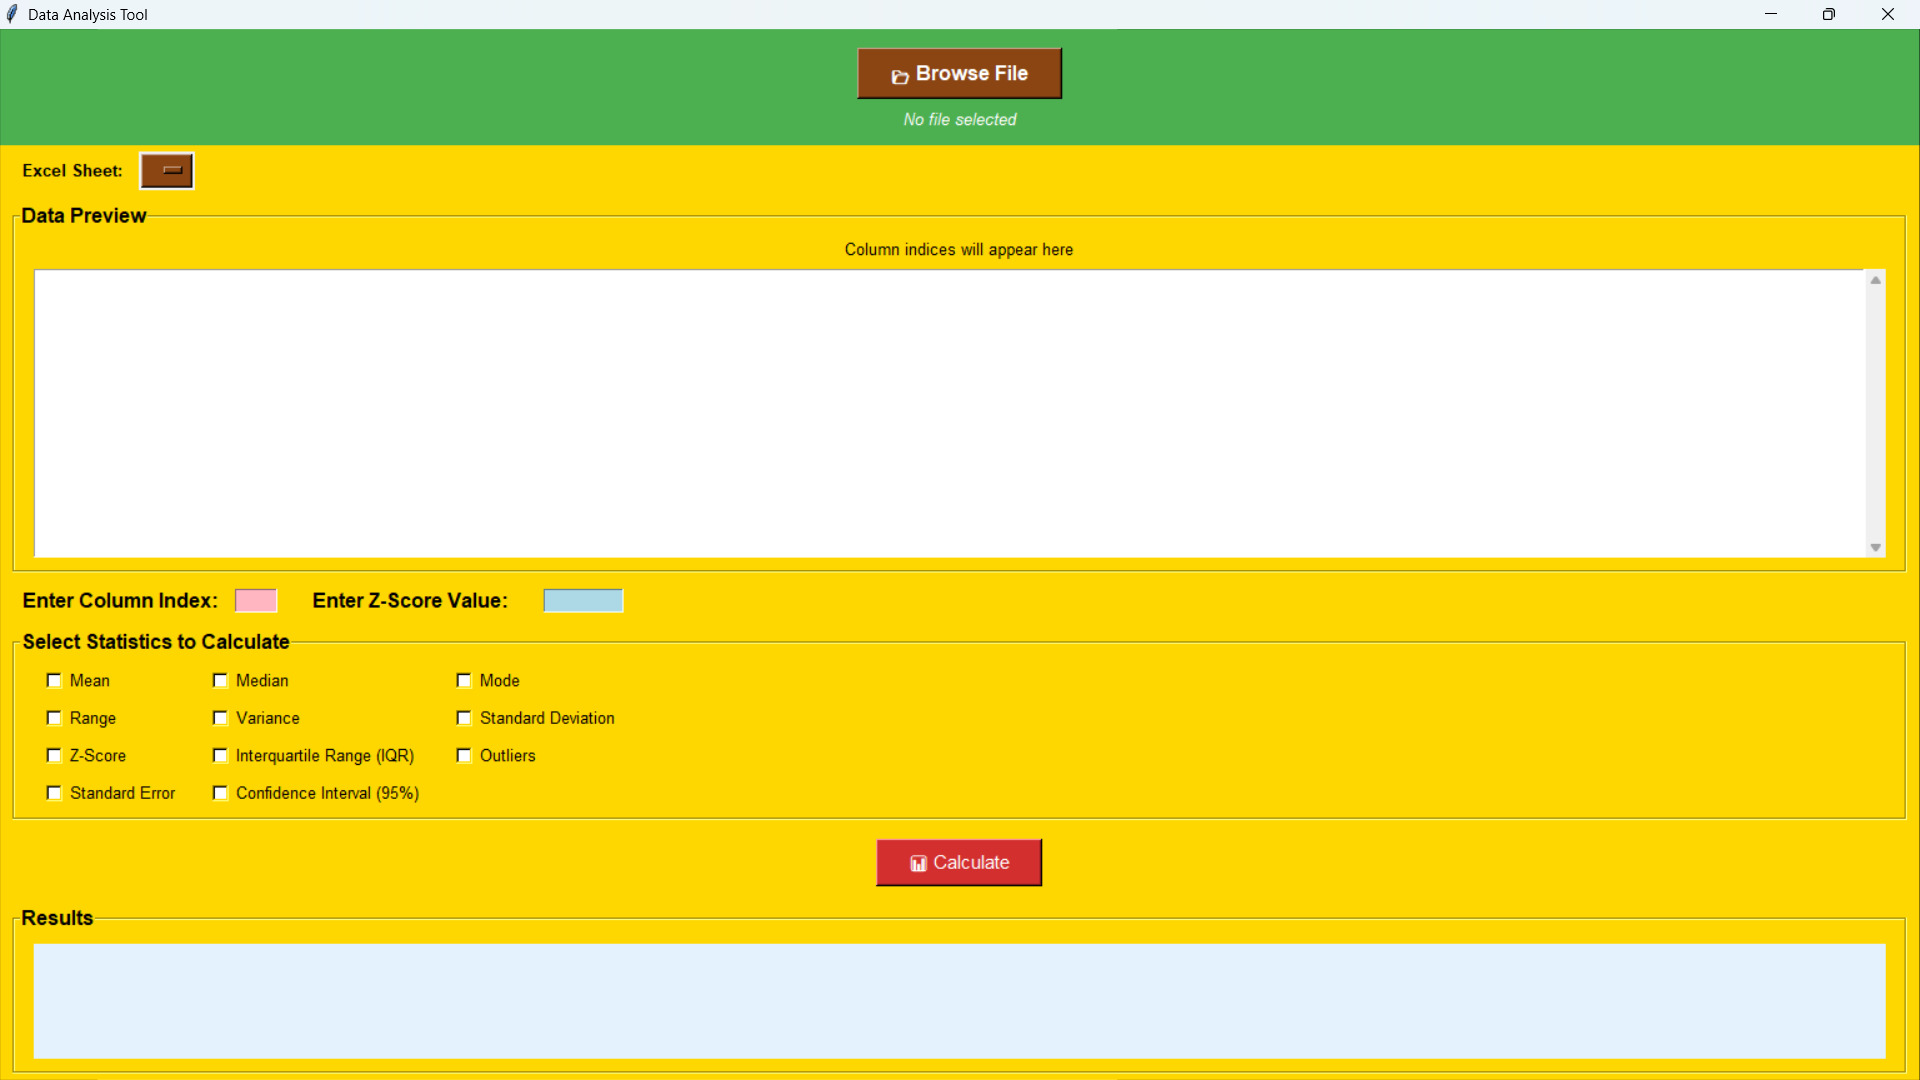 Data Analysis Tool
Browse File
No file selected
Excel Sheet:
Data Preview
Column indices will appear here
Enter Column Index: Enter Z-Score Value:
Select Statistics to Calculate
Mean Median Mode
Range Variance Standard Deviation
Z-Score Interquartile Range (IQR) Outliers
Standard Error Confidence Interval (95%)
Calculate
Results